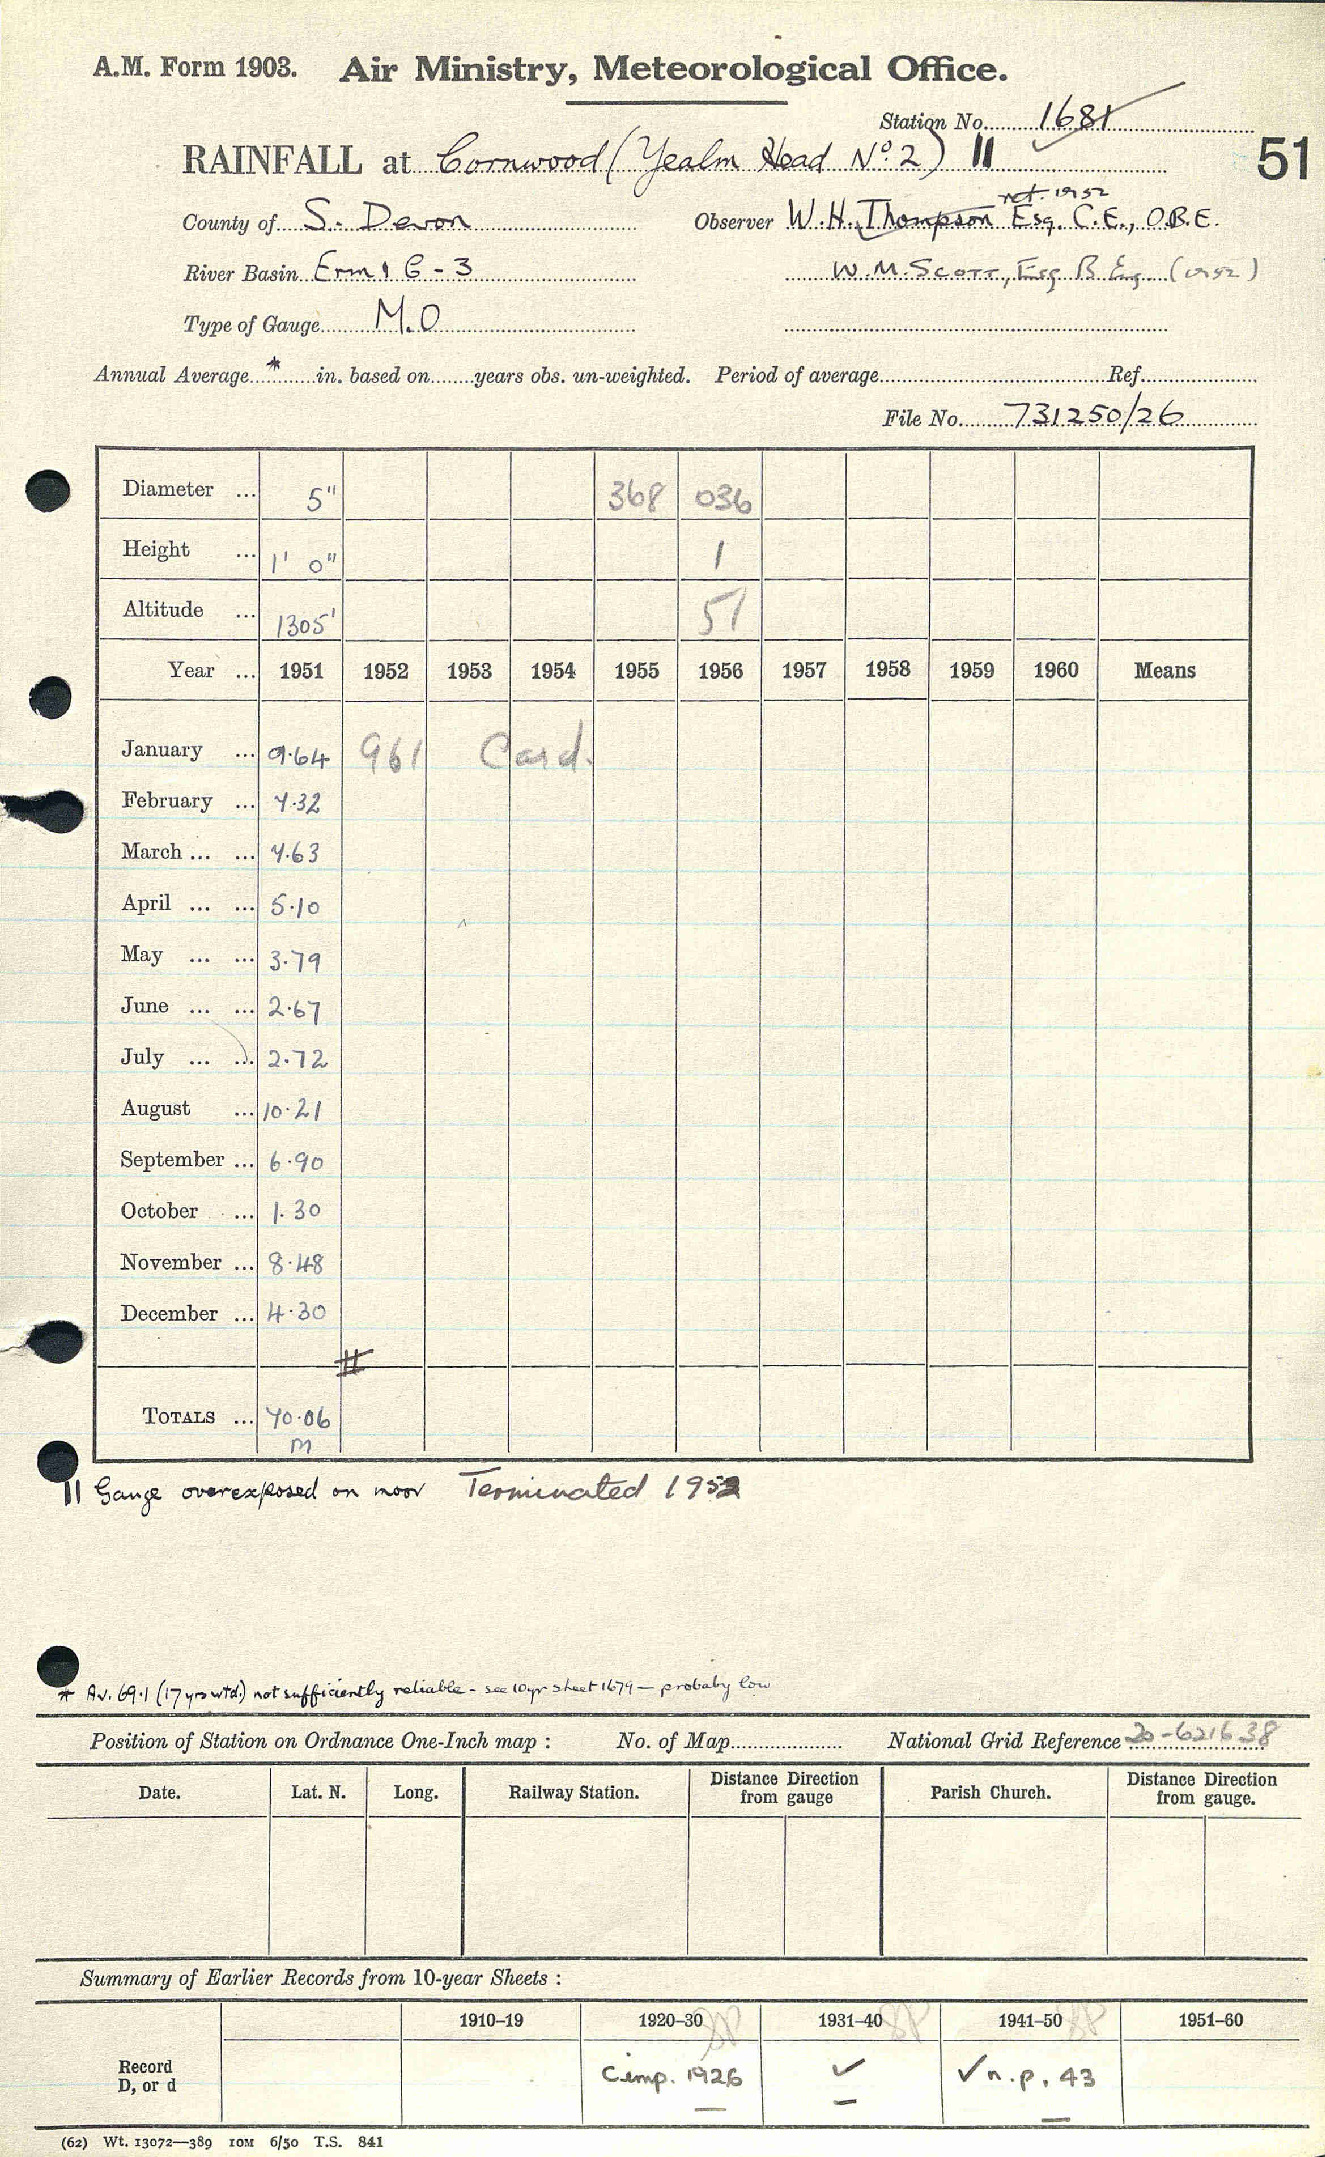 A.M. Form 1903. Air Ministry, Meteorological Office.
Station No. 1681
RAINFALL at Cornwood (Yealm Head No. 2) || 51
ret. 1952
County of S. Devon Observer W.H. Thompson Esq. C.E., O.B.E.
River Basin Erme 6-3 W.M. Scott, Esq B.Eng. (1952)
Type of Gauge M.O
Annual Average * in. based on years obs. un-weighted. Period of average Ref.
File No. 731250/26
Diameter ... 5" 368 036
Height ... 1' 0" 1
Altitude ... 1305' 51
Year ... 1951 1952 1953 1954 1955 1956 1957 1958 1959 1960 Means
January ... 9.64 961 Card.
February ... 7.32
March ... ... 7.63
April ... ... 5.10
May ... ... 3.79
June ... ... 2.67
July ... ... 2.72
August ... 10.21
September ... 6.90
October ... 1.30
November ... 8.48
December ... 4.30
#
TOTALS ... 70.06
m
|| Gauge overexposed on moor Terminated 1952
* Av. 69.1 (17 yrs wtd.) not sufficiently reliable - see 10yr sheet 1679 - probably low
Position of Station on Ordnance One-Inch map : No. of Map National Grid Reference 20-621638
Date. Lat. N. Long. Railway Station. Distance Direction from gauge Parish Church. Distance Direction from gauge.
Summary of Earlier Records from 10-year Sheets :
1910–19 1920–30 1931–40 1941–50 1951–60
Record D, or d Cimp. 1926 ✓ ✓ n.p. 43
(62) Wt. 13072—389 10M 6/50 T.S. 841